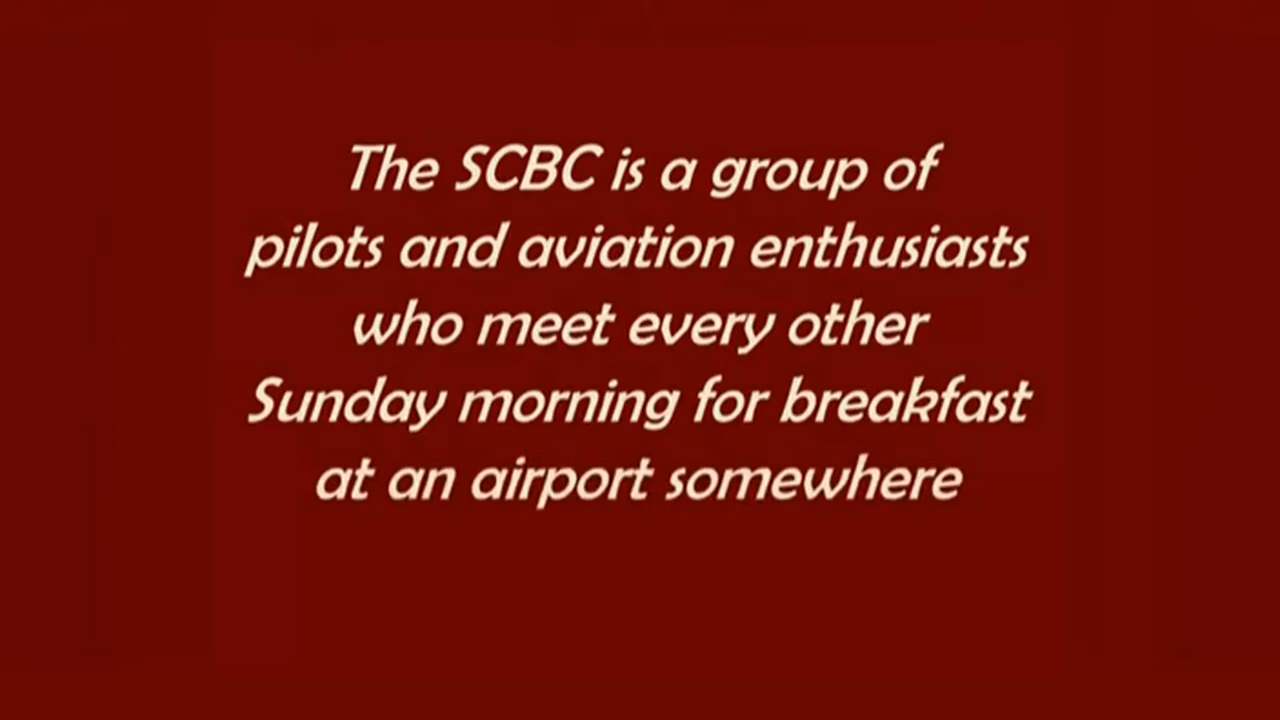 The SCBC is a group of
pilots and aviation enthusiasts
who meet every other
Sunday morning for breakfast
at an airport somewhere